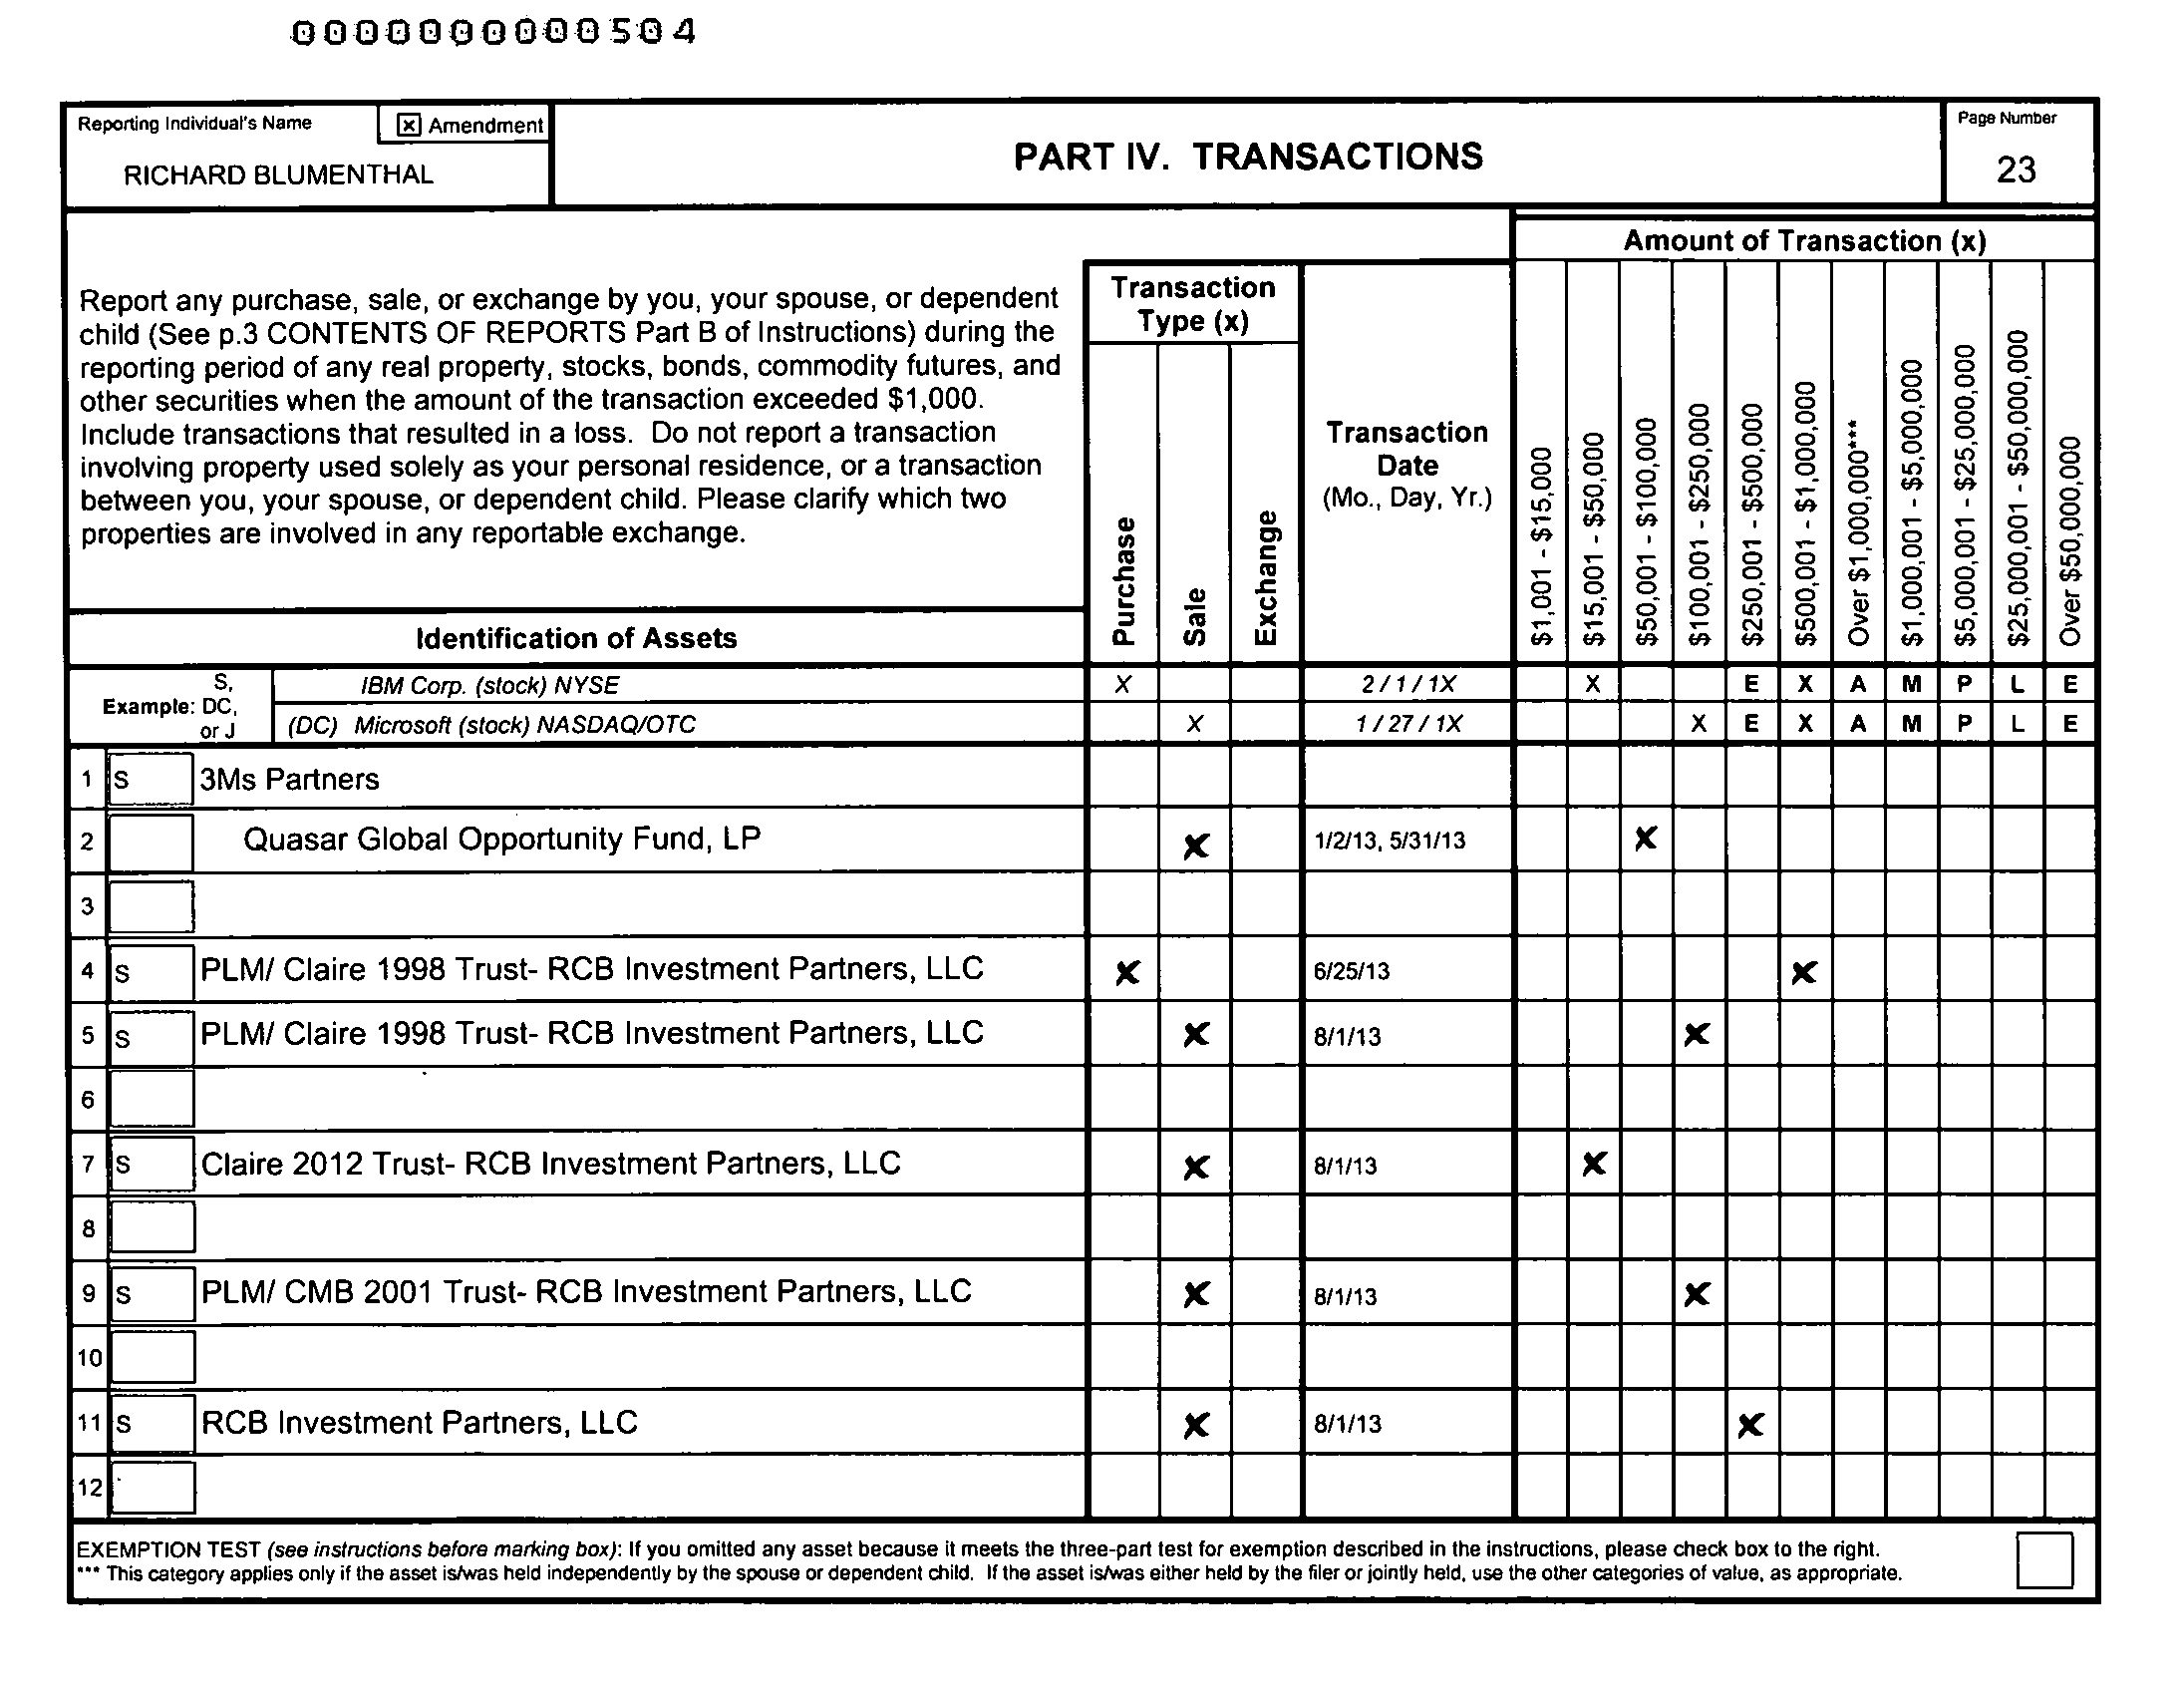 0000000000504
Reporting Individual's Name
[x] Amendment
RICHARD BLUMENTHAL
PART IV. TRANSACTIONS
Page Number
23
Report any purchase, sale, or exchange by you, your spouse, or dependent
child (See p.3 CONTENTS OF REPORTS Part B of Instructions) during the
reporting period of any real property, stocks, bonds, commodity futures, and
other securities when the amount of the transaction exceeded $1,000.
Include transactions that resulted in a loss. Do not report a transaction
involving property used solely as your personal residence, or a transaction
between you, your spouse, or dependent child. Please clarify which two
properties are involved in any reportable exchange.
Identification of Assets
Transaction
Type (x)
Purchase
Sale
Exchange
Transaction
Date
(Mo., Day, Yr.)
Amount of Transaction (x)
$1,001 - $15,000
$15,001 - $50,000
$50,001 - $100,000
$100,001 - $250,000
$250,001 - $500,000
$500,001 - $1,000,000
Over $1,000,000***
$1,000,001 - $5,000,000
$5,000,001 - $25,000,000
$25,000,001 - $50,000,000
Over $50,000,000
Example: S, DC, or J
IBM Corp. (stock) NYSE X 2 / 1 / 1X X E X A M P L E
(DC) Microsoft (stock) NASDAQ/OTC X 1 / 27 / 1X X E X A M P L E
1 S 3Ms Partners
2 Quasar Global Opportunity Fund, LP X 1/2/13, 5/31/13 X
3
4 S PLM/ Claire 1998 Trust- RCB Investment Partners, LLC X 6/25/13 X
5 S PLM/ Claire 1998 Trust- RCB Investment Partners, LLC X 8/1/13 X
6
7 S Claire 2012 Trust- RCB Investment Partners, LLC X 8/1/13 X
8
9 S PLM/ CMB 2001 Trust- RCB Investment Partners, LLC X 8/1/13 X
10
11 S RCB Investment Partners, LLC X 8/1/13 X
12
EXEMPTION TEST (see instructions before marking box): If you omitted any asset because it meets the three-part test for exemption described in the instructions, please check box to the right.
*** This category applies only if the asset is/was held independently by the spouse or dependent child. If the asset is/was either held by the filer or jointly held, use the other categories of value, as appropriate.